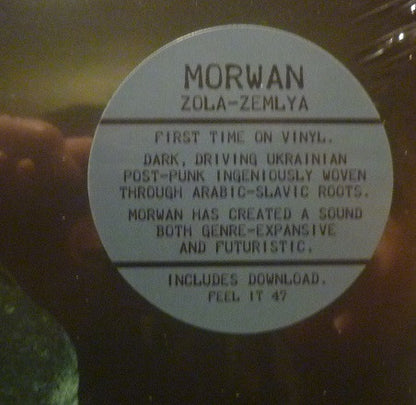 MORWAN
ZOLA-ZEMLYA
FIRST TIME ON VINYL.
DARK, DRIVING UKRAINIAN
POST-PUNK INGENIOUSLY WOVEN
THROUGH ARABIC-SLAVIC ROOTS.
MORWAN HAS CREATED A SOUND
BOTH GENRE-EXPANSIVE
AND FUTURISTIC.
INCLUDES DOWNLOAD.
FEEL IT 47